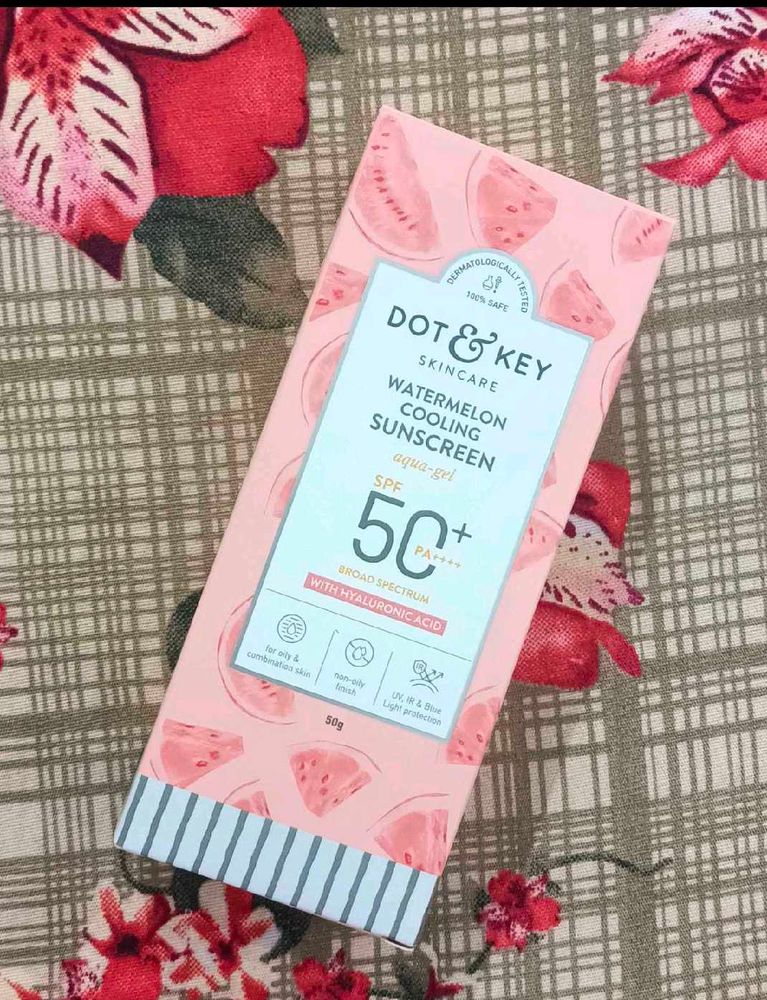 DERMATOLOGICALLY TESTED
100% SAFE
DOT & KEY
SKINCARE
WATERMELON
COOLING
SUNSCREEN
aqua-gel
SPF
50+
PA++++
BROAD SPECTRUM
WITH HYALURONIC ACID
for oily &
combination skin
non-oily
finish
IR
UV, IR & Blue
Light protection
50g